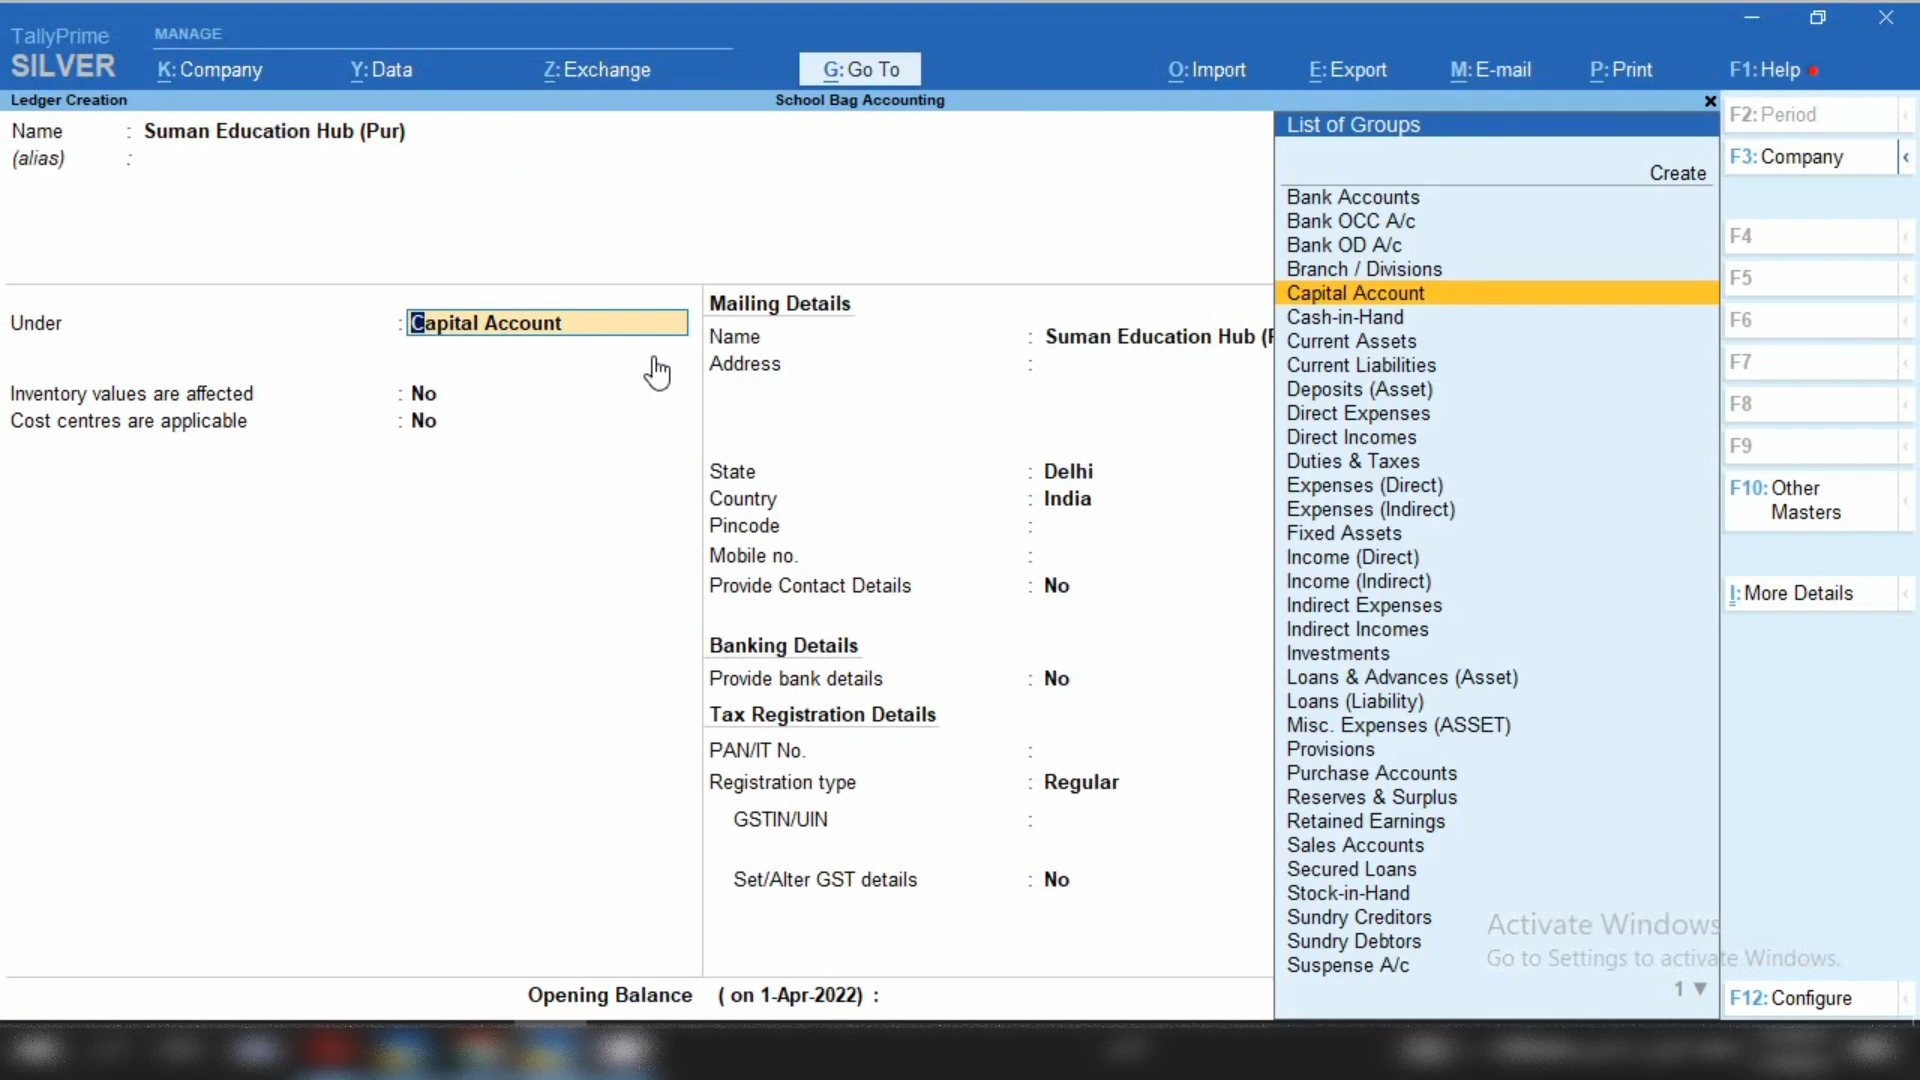 TallyPrime
SILVER
MANAGE
K: Company
Y: Data
Z: Exchange
G: Go To
O: Import
E: Export
M: E-mail
P: Print
F1: Help
Ledger Creation
School Bag Accounting
Name : Suman Education Hub (Pur)
(alias) :
Under : Capital Account
Inventory values are affected : No
Cost centres are applicable : No
Mailing Details
Name : Suman Education Hub (
Address :
State : Delhi
Country : India
Pincode :
Mobile no. :
Provide Contact Details : No
Banking Details
Provide bank details : No
Tax Registration Details
PAN/IT No. :
Registration type : Regular
GSTIN/UIN :
Set/Alter GST details : No
Opening Balance ( on 1-Apr-2022) :
List of Groups
Create
Bank Accounts
Bank OCC A/c
Bank OD A/c
Branch / Divisions
Capital Account
Cash-in-Hand
Current Assets
Current Liabilities
Deposits (Asset)
Direct Expenses
Direct Incomes
Duties & Taxes
Expenses (Direct)
Expenses (Indirect)
Fixed Assets
Income (Direct)
Income (Indirect)
Indirect Expenses
Indirect Incomes
Investments
Loans & Advances (Asset)
Loans (Liability)
Misc. Expenses (ASSET)
Provisions
Purchase Accounts
Reserves & Surplus
Retained Earnings
Sales Accounts
Secured Loans
Stock-in-Hand
Sundry Creditors
Sundry Debtors
Suspense A/c
1 ▼
F2: Period
F3: Company
F4
F5
F6
F7
F8
F9
F10: Other
Masters
I: More Details
Activate Windows
Go to Settings to activate Windows.
F12: Configure